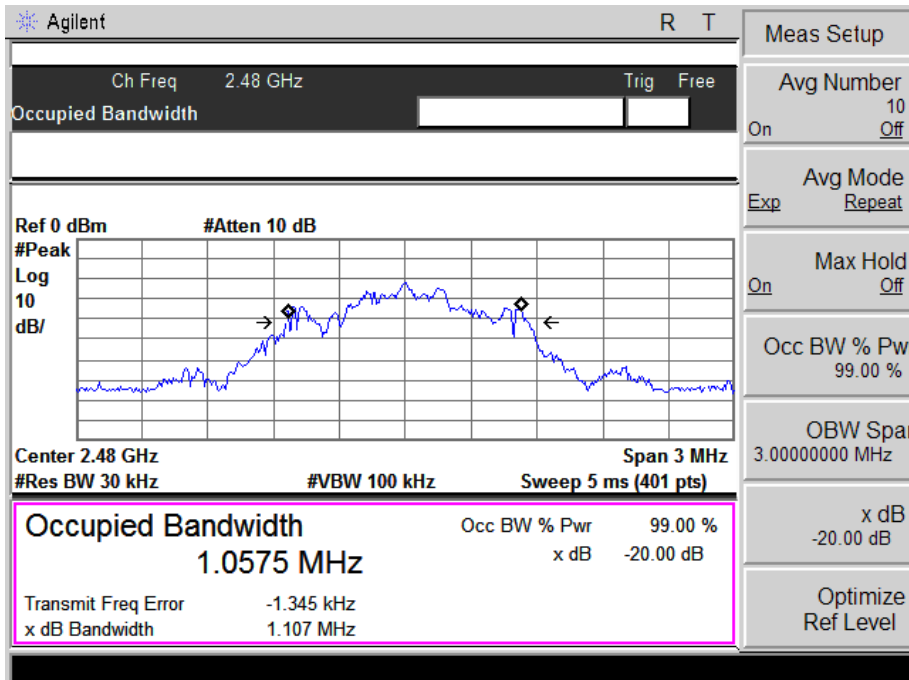 Agilent R T
Ch Freq 2.48 GHz Trig Free
Occupied Bandwidth
Ref 0 dBm #Atten 10 dB
#Peak
Log
10
dB/
Center 2.48 GHz Span 3 MHz
#Res BW 30 kHz #VBW 100 kHz Sweep 5 ms (401 pts)
Occupied Bandwidth
1.0575 MHz
Occ BW % Pwr 99.00 %
x dB -20.00 dB
Transmit Freq Error -1.345 kHz
x dB Bandwidth 1.107 MHz
Meas Setup
Avg Number
10
On Off
Avg Mode
Exp Repeat
Max Hold
On Off
Occ BW % Pw
99.00 %
OBW Spa
3.00000000 MHz
x dB
-20.00 dB
Optimize
Ref Level